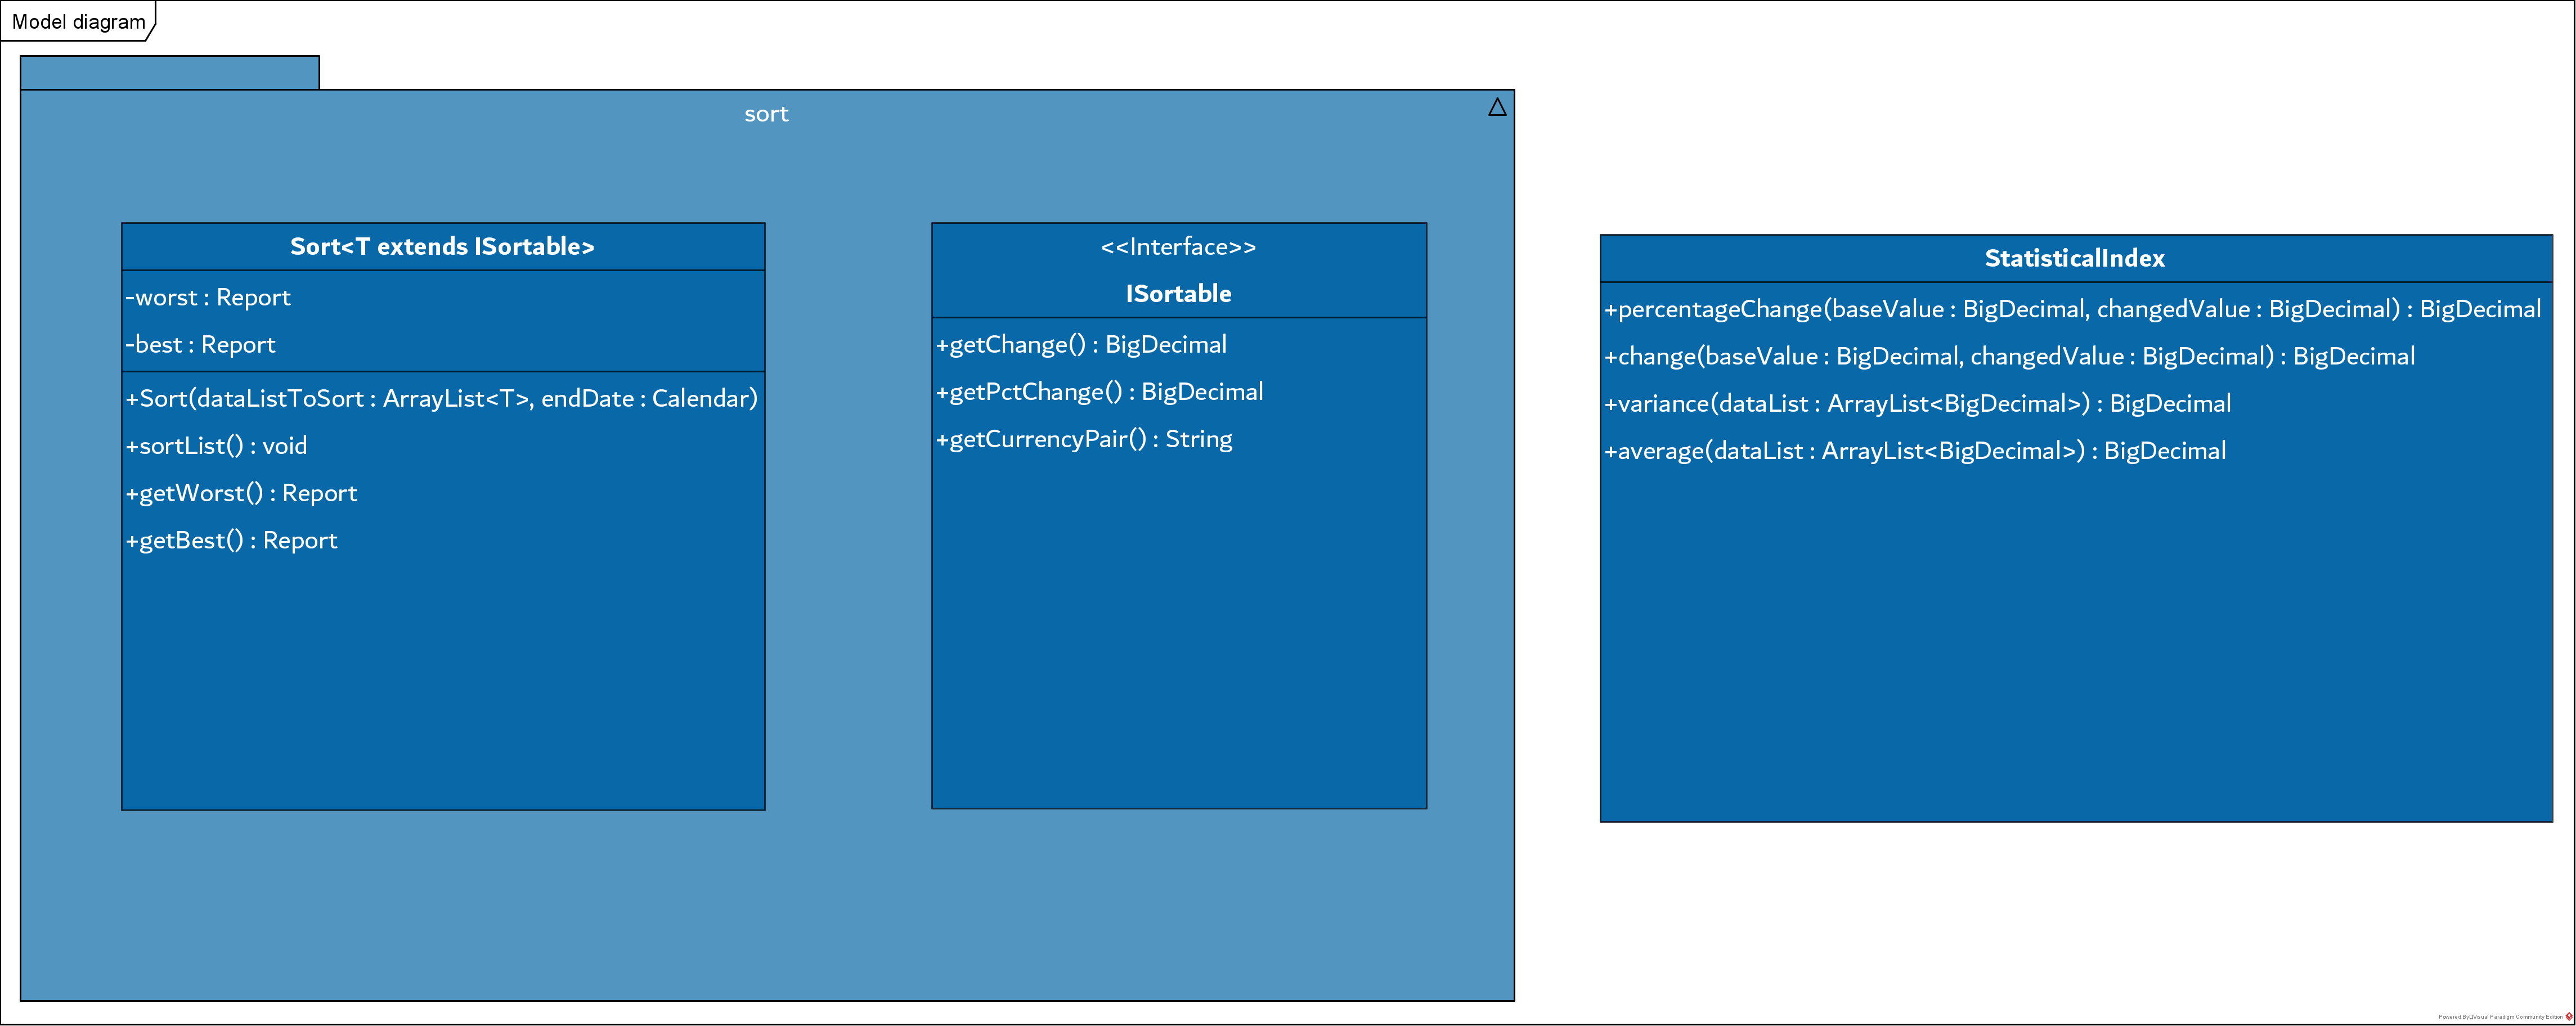 Model diagram
sort
Sort<T extends ISortable>
-worst : Report
-best : Report
+Sort(dataListToSort : ArrayList<T>, endDate : Calendar)
+sortList() : void
+getWorst() : Report
+getBest() : Report
<<Interface>>
ISortable
+getChange() : BigDecimal
+getPctChange() : BigDecimal
+getCurrencyPair() : String
StatisticalIndex
+percentageChange(baseValue : BigDecimal, changedValue : BigDecimal) : BigDecimal
+change(baseValue : BigDecimal, changedValue : BigDecimal) : BigDecimal
+variance(dataList : ArrayList<BigDecimal>) : BigDecimal
+average(dataList : ArrayList<BigDecimal>) : BigDecimal
Powered By Visual Paradigm Community Edition